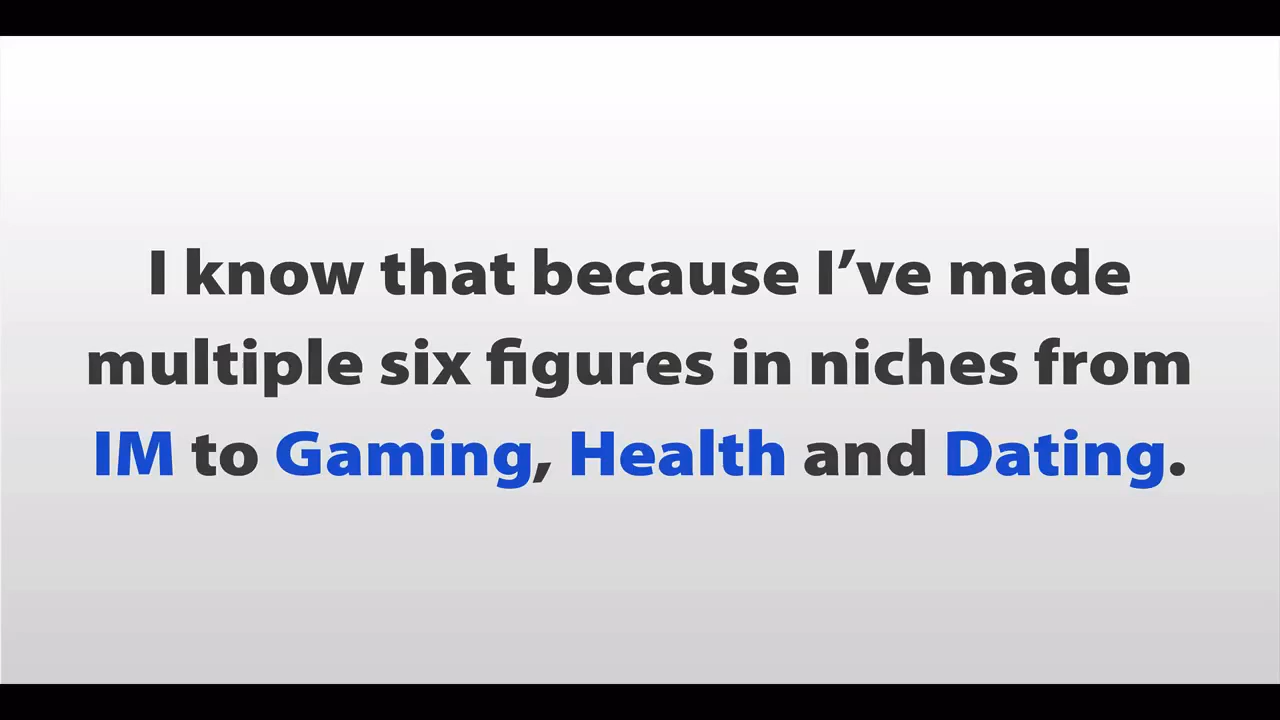 I know that because I’ve made
multiple six figures in niches from
IM to Gaming, Health and Dating.